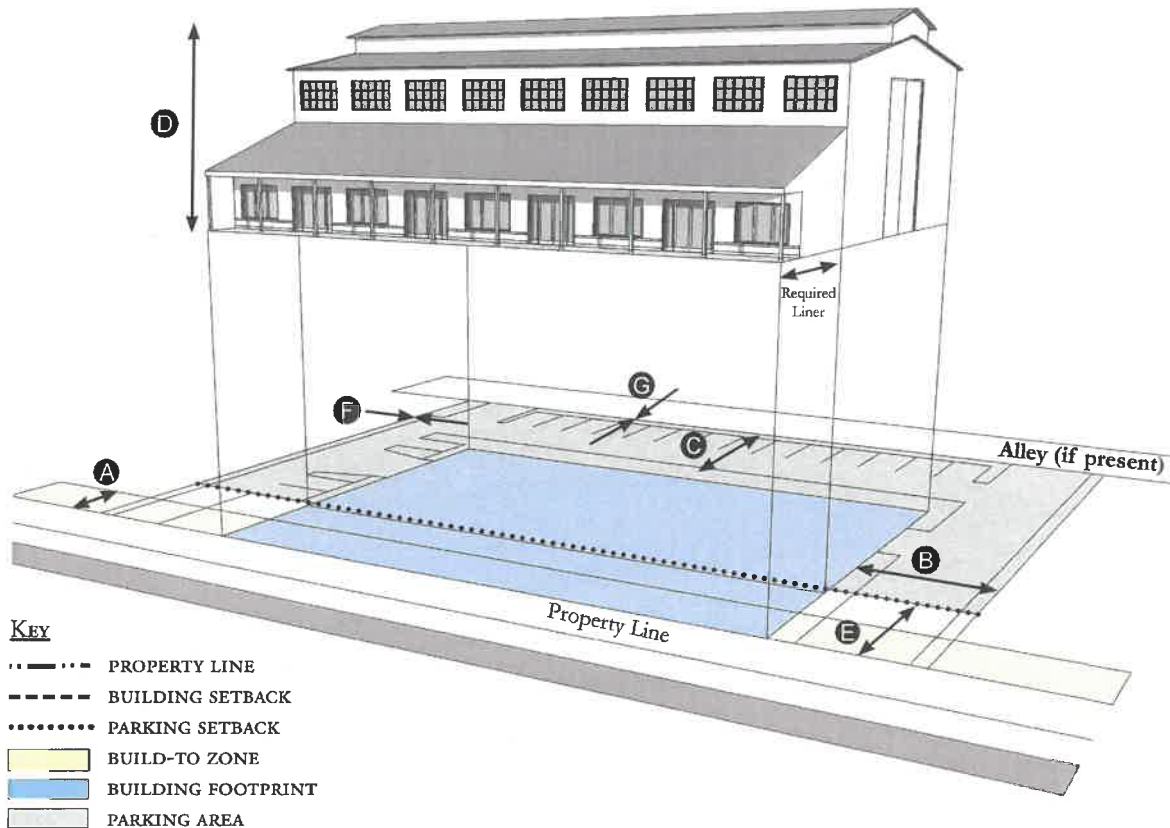 D
Required
Liner
G
F
C
Alley (if present)
A
B
Property Line
E
KEY
PROPERTY LINE
BUILDING SETBACK
PARKING SETBACK
BUILD-TO ZONE
BUILDING FOOTPRINT
PARKING AREA